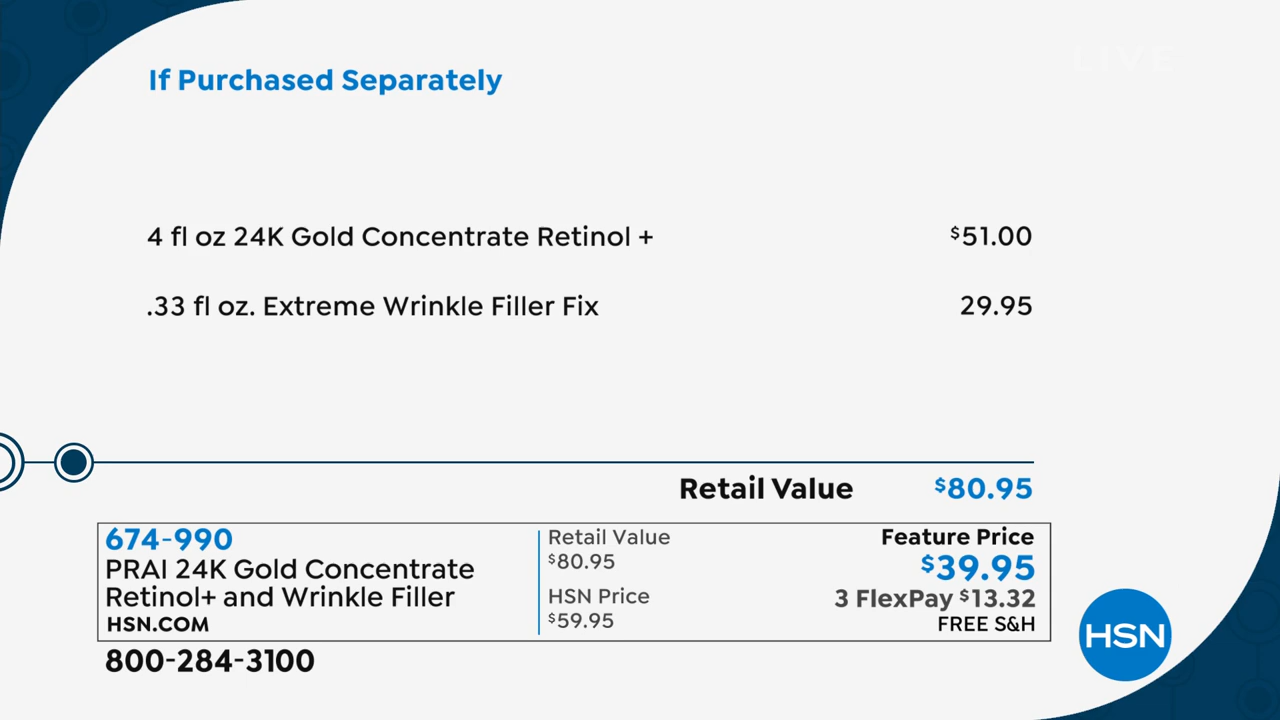 LIVE
If Purchased Separately
4 fl oz 24K Gold Concentrate Retinol + $51.00
.33 fl oz. Extreme Wrinkle Filler Fix 29.95
Retail Value $80.95
674-990
PRAI 24K Gold Concentrate
Retinol+ and Wrinkle Filler
HSN.COM
Retail Value
$80.95
HSN Price
$59.95
Feature Price
$39.95
3 FlexPay $13.32
FREE S&H
HSN
800-284-3100